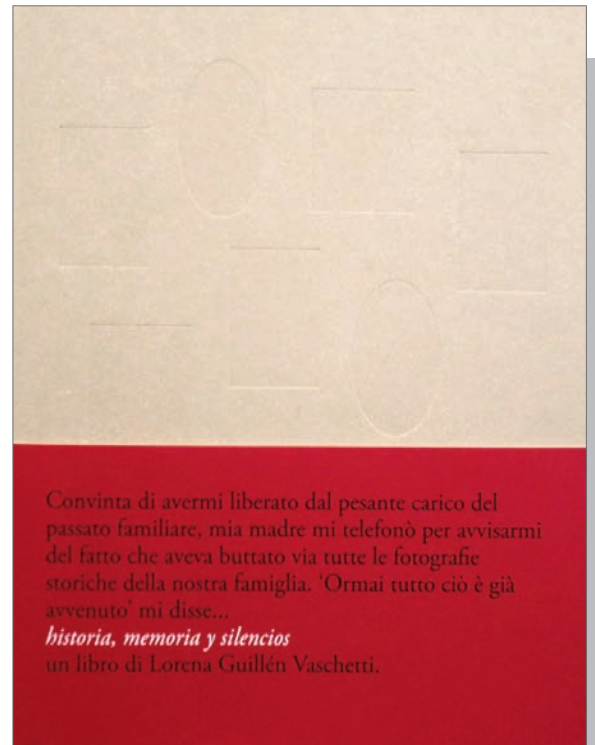 Convinta di avermi liberato dal pesante carico del
passato familiare, mia madre mi telefonò per avvisarmi
del fatto che aveva buttato via tutte le fotografie
storiche della nostra famiglia. ‘Ormai tutto ciò è già
avvenuto’ mi disse...
historia, memoria y silencios
un libro di Lorena Guillén Vaschetti.